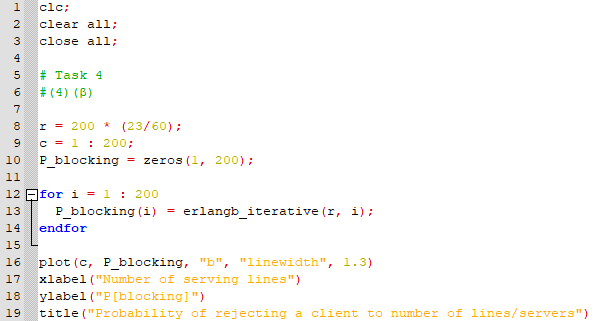 1 clc;
2 clear all;
3 close all;
4
5 # Task 4
6 #(4)(β)
7
8 r = 200 * (23/60);
9 c = 1 : 200;
10 P_blocking = zeros(1, 200);
11
12 for i = 1 : 200
13 P_blocking(i) = erlangb_iterative(r, i);
14 endfor
15
16 plot(c, P_blocking, "b", "linewidth", 1.3)
17 xlabel("Number of serving lines")
18 ylabel("P[blocking]")
19 title("Probability of rejecting a client to number of lines/servers")